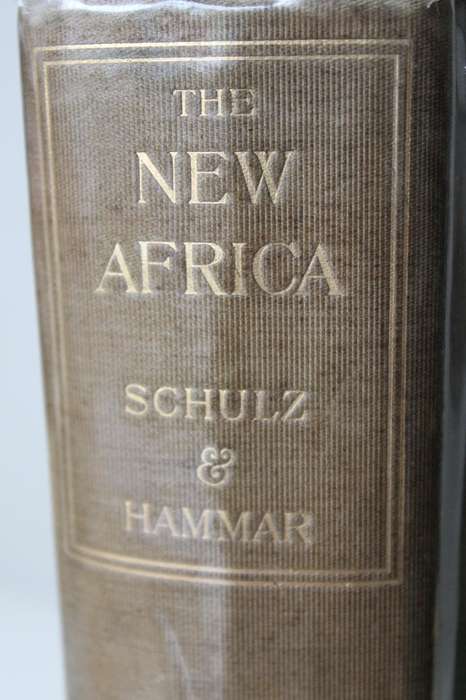 THE
NEW
AFRICA
SCHULZ
&
HAMMAR